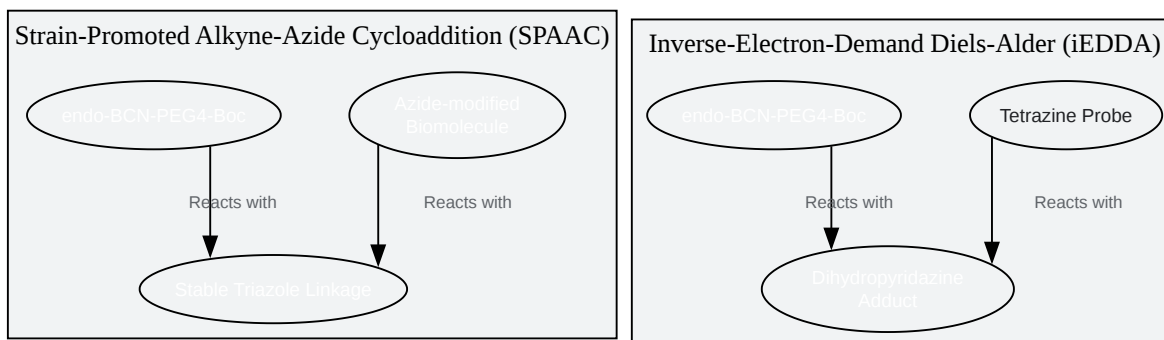 Strain-Promoted Alkyne-Azide Cycloaddition (SPAAC)
endo-BCN-PEG4-Boc
Azide-modified
Biomolecule
Reacts with
Reacts with
Stable Triazole Linkage
Inverse-Electron-Demand Diels-Alder (iEDDA)
endo-BCN-PEG4-Boc
Tetrazine Probe
Reacts with
Reacts with
Dihydropyridazine
Adduct